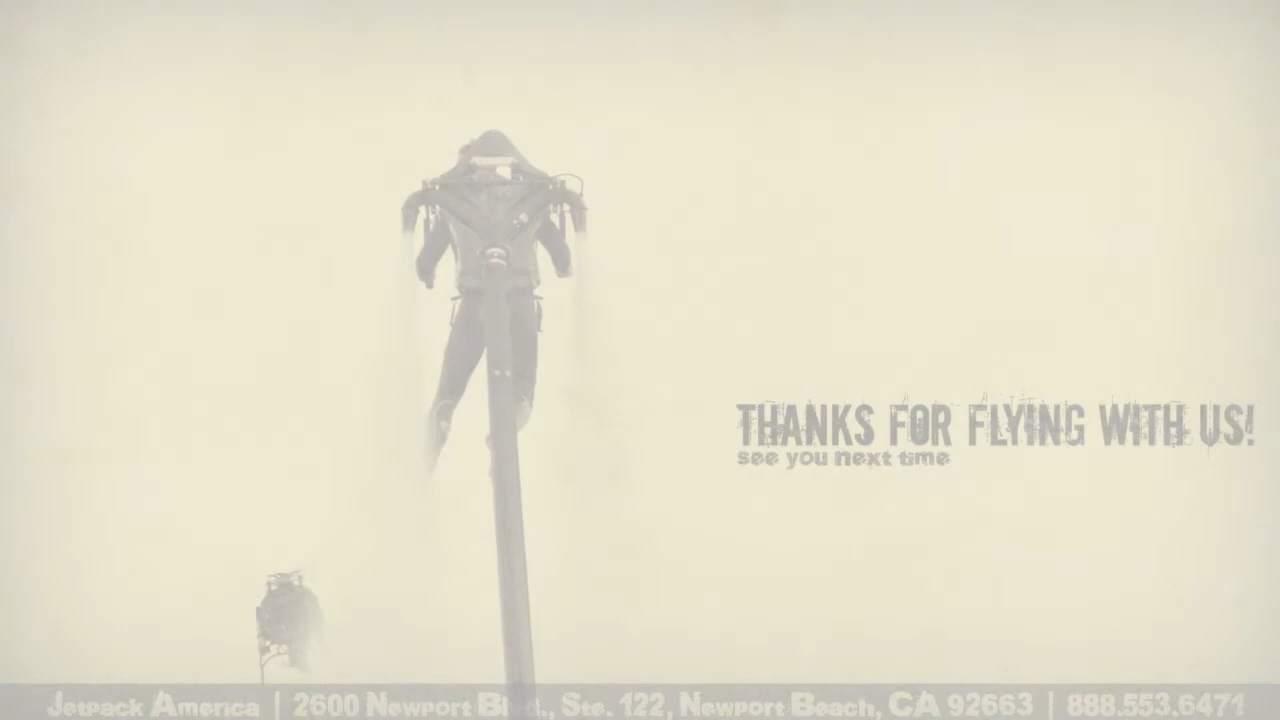 THANKS FOR FLYING WITH US!
see you next time
Jetpack America | 2600 Newport Blvd., Ste. 122, Newport Beach, CA 92663 | 888.553.6471